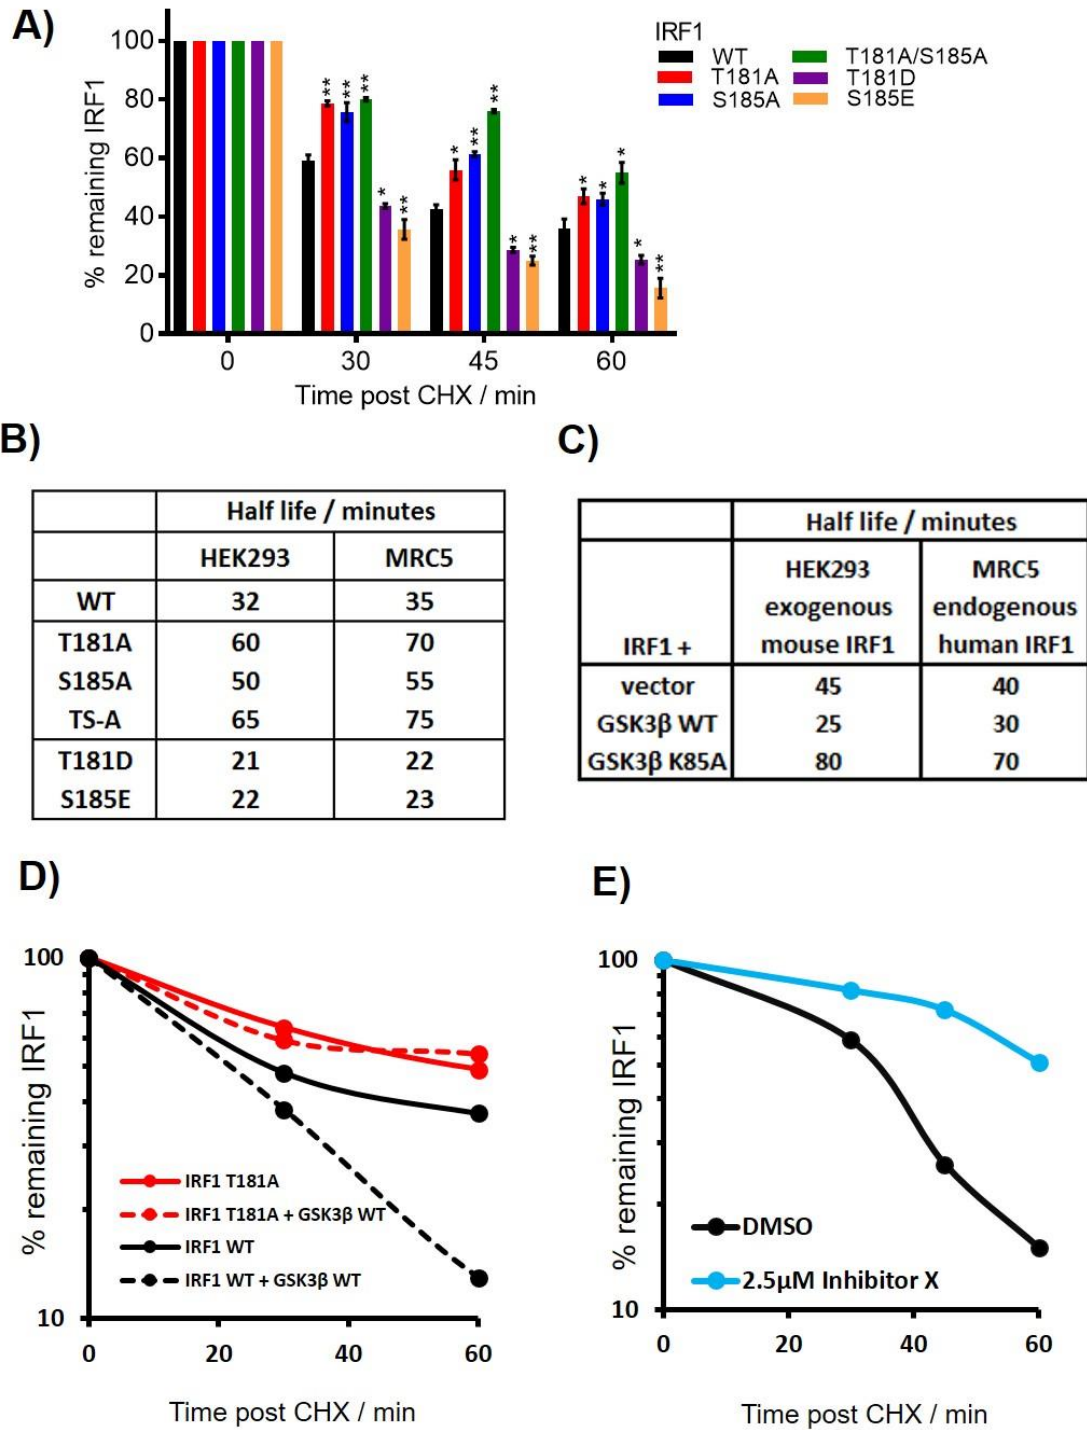 A)
% remaining IRF1
100
80
60
40
20
0
** ** **
* **
* ** **
* **
* * *
* **
0 30 45 60
Time post CHX / min
IRF1
WT T181A/S185A
T181A T181D
S185A S185E
B)
Half life / minutes
HEK293 MRC5
WT 32 35
T181A 60 70
S185A 50 55
TS-A 65 75
T181D 21 22
S185E 22 23
C)
Half life / minutes
HEK293 MRC5
exogenous endogenous
IRF1 + mouse IRF1 human IRF1
vector 45 40
GSK3β WT 25 30
GSK3β K85A 80 70
D)
% remaining IRF1
100
10
IRF1 T181A
IRF1 T181A + GSK3β WT
IRF1 WT
IRF1 WT + GSK3β WT
0 20 40 60
Time post CHX / min
E)
% remaining IRF1
100
10
DMSO
2.5μM Inhibitor X
0 20 40 60
Time post CHX / min